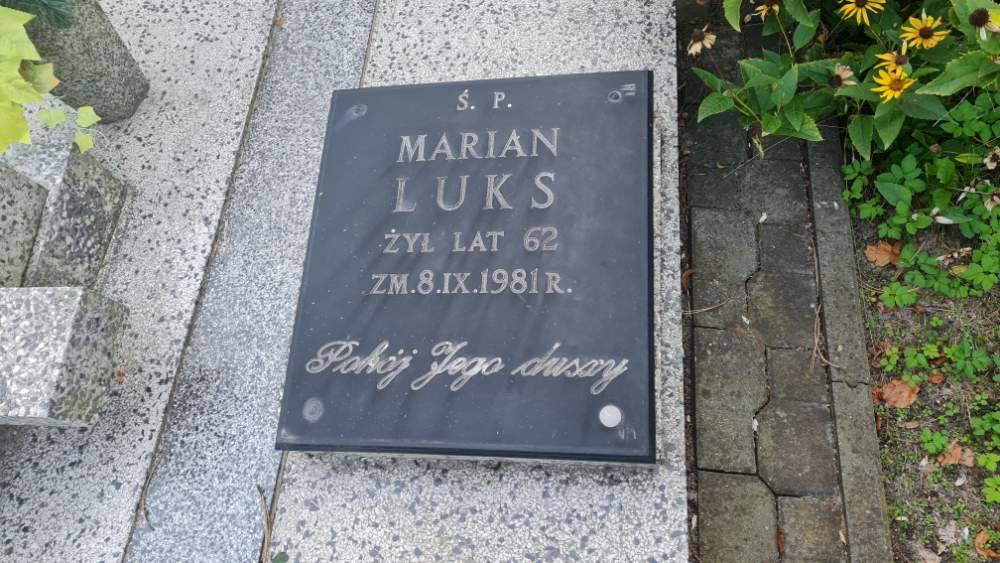 Ś. P.
MARIAN
LUKS
ŻYŁ LAT 62
ZM. 8. IX. 1981 R.
Pokój Jego duszy